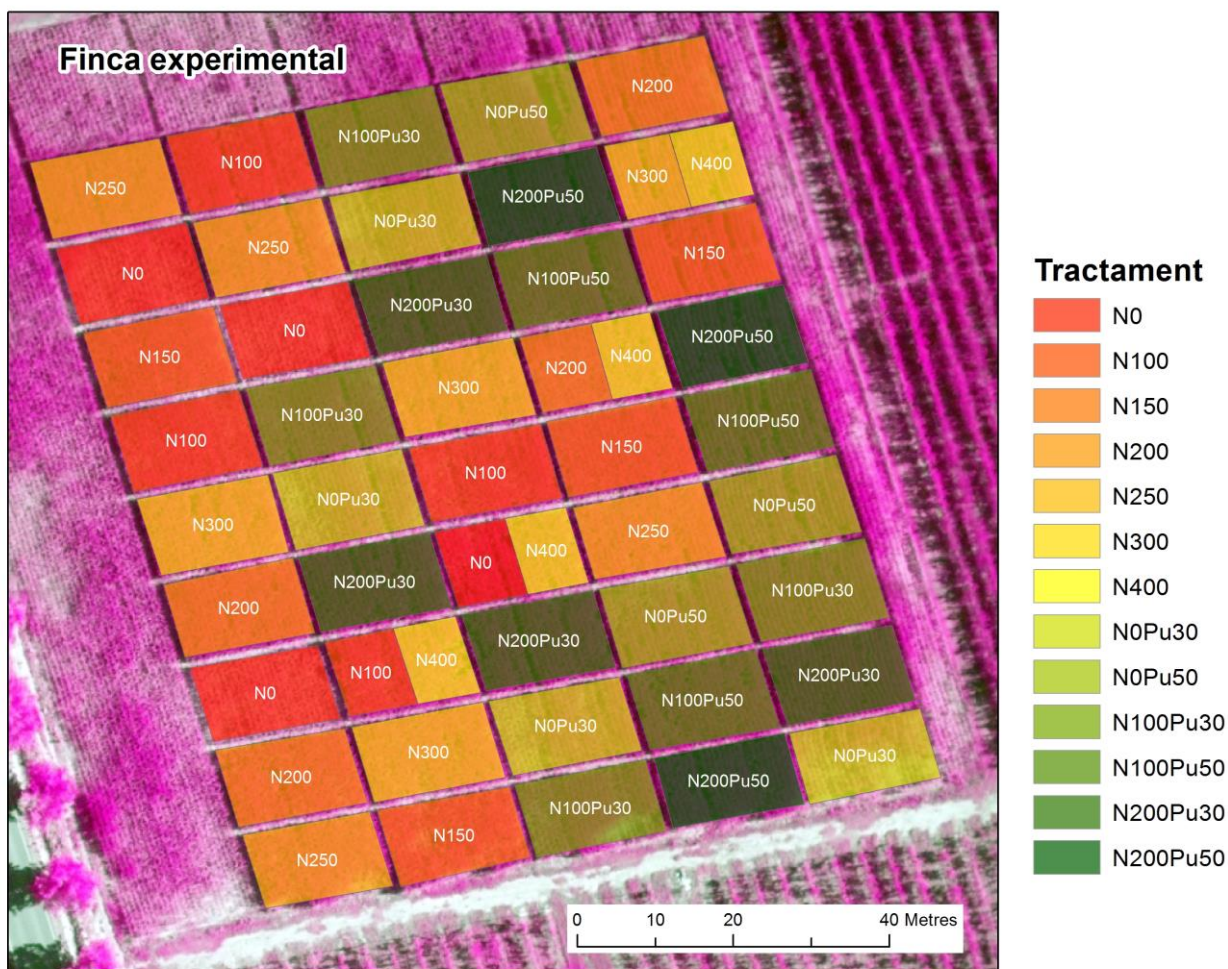 Finca experimental
N250
N100
N100Pu30
N0Pu50
N200
N0
N250
N0Pu30
N200Pu50
N300
N400
N150
N0
N200Pu30
N100Pu50
N150
N100
N100Pu30
N300
N200
N400
N200Pu50
N300
N0Pu30
N100
N150
N100Pu50
N200
N200Pu30
N0
N400
N250
N0Pu50
N0
N100
N400
N200Pu30
N0Pu50
N100Pu30
N200
N300
N0Pu30
N100Pu50
N200Pu30
N250
N150
N100Pu30
N200Pu50
N0Pu30
0 10 20 40 Metres
Tractament
N0
N100
N150
N200
N250
N300
N400
N0Pu30
N0Pu50
N100Pu30
N100Pu50
N200Pu30
N200Pu50